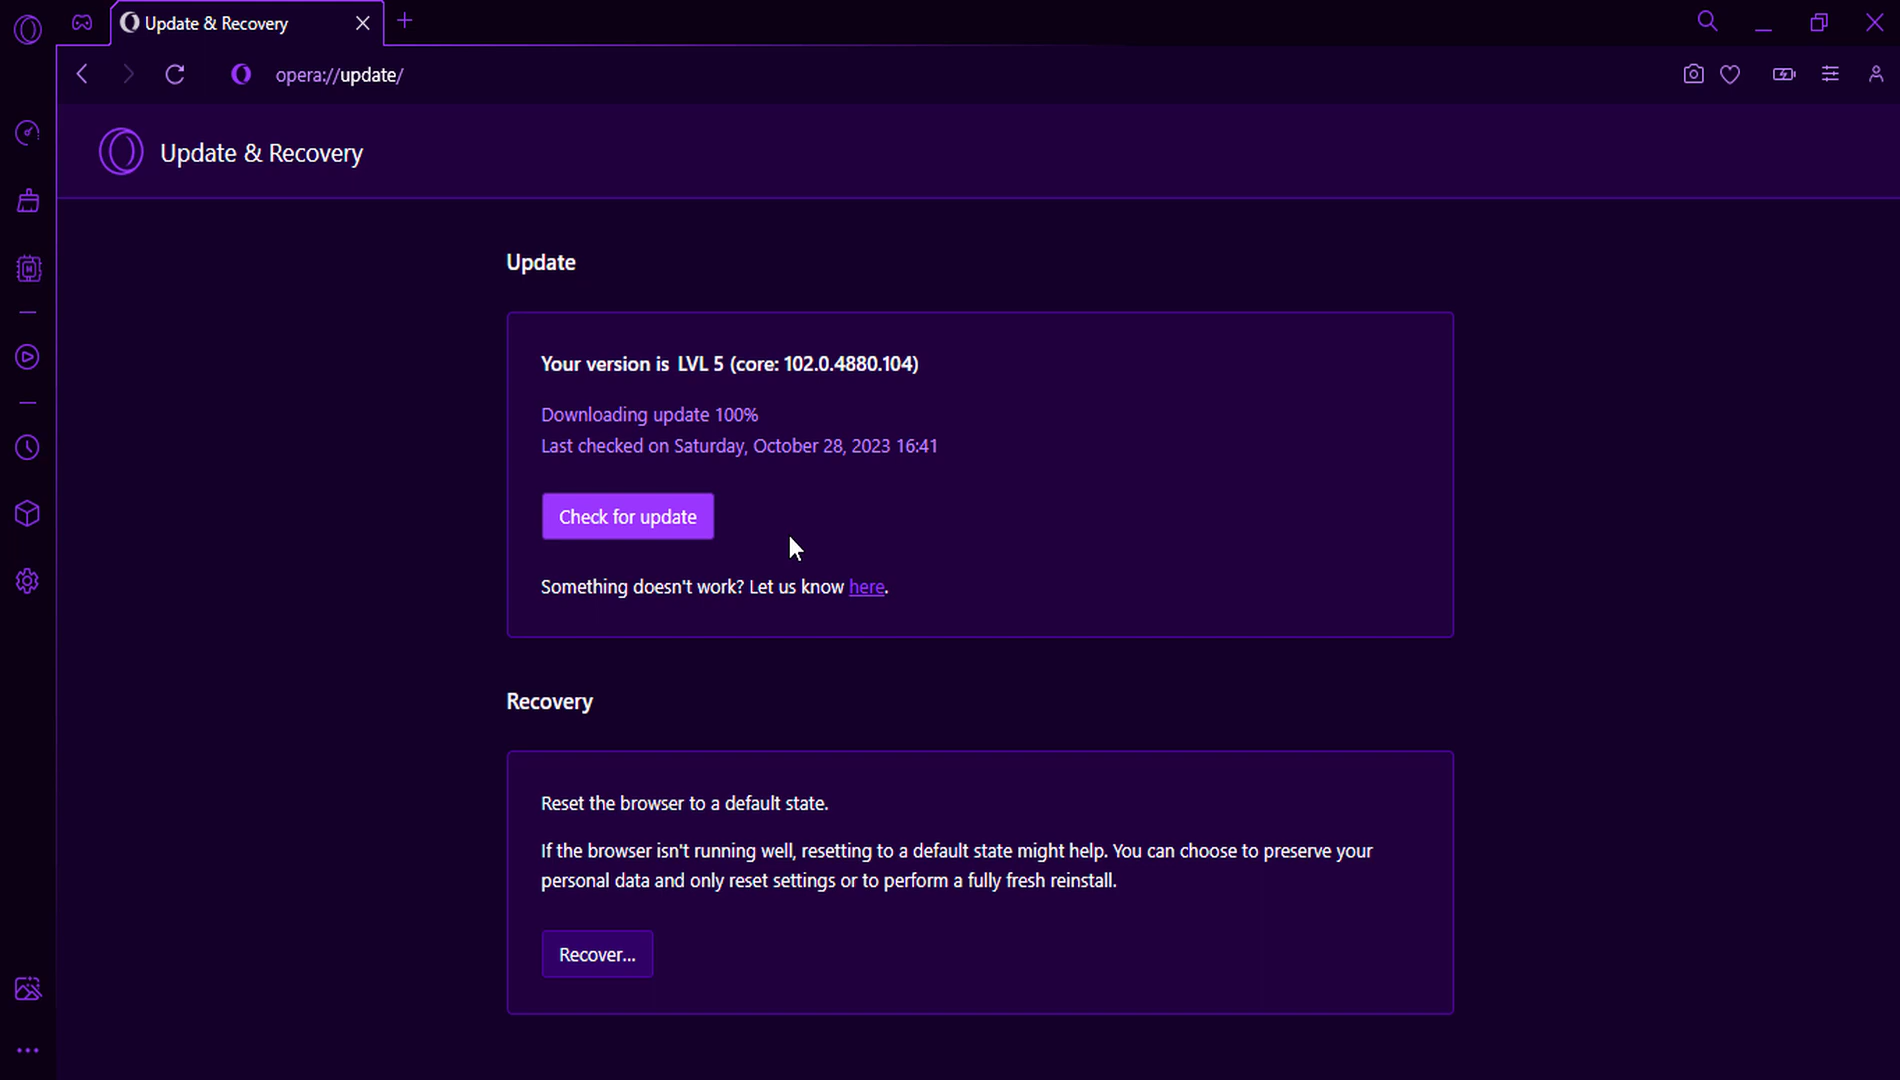 Update & Recovery
opera://update/
Update & Recovery
Update
Your version is LVL 5 (core: 102.0.4880.104)
Downloading update 100%
Last checked on Saturday, October 28, 2023 16:41
Check for update
Something doesn't work? Let us know here.
Recovery
Reset the browser to a default state.
If the browser isn't running well, resetting to a default state might help. You can choose to preserve your
personal data and only reset settings or to perform a fully fresh reinstall.
Recover...